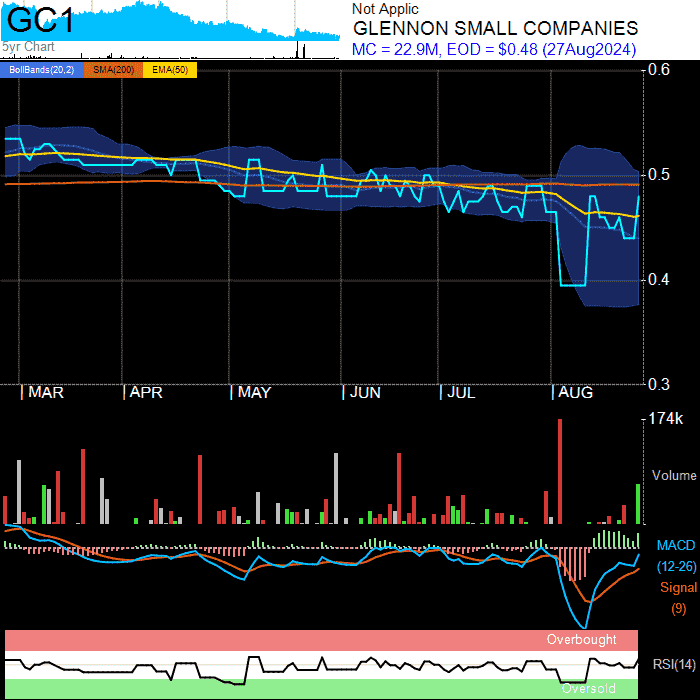 GC1
5yr Chart
Not Applic
GLENNON SMALL COMPANIES
MC = 22.9M, EOD = $0.48 (27Aug2024)
BollBands(20,2) SMA(200) EMA(50)
0.6
0.5
0.4
0.3
| MAR | APR | MAY | JUN | JUL | AUG
174k
Volume
MACD
(12-26)
Signal
(9)
Overbought
RSI(14)
Oversold